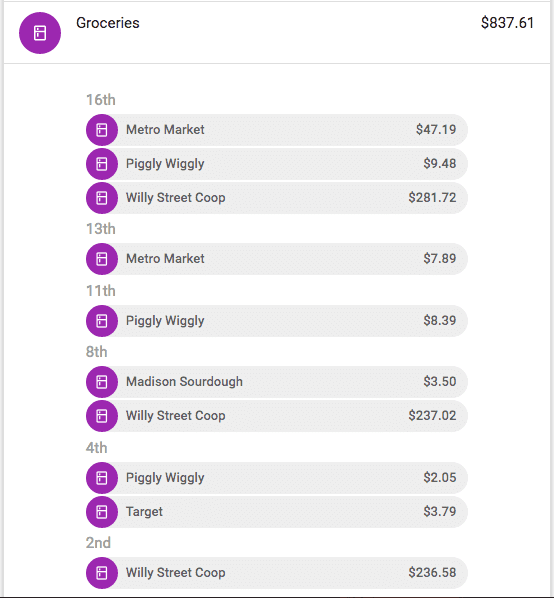 Groceries $837.61
16th
Metro Market $47.19
Piggly Wiggly $9.48
Willy Street Coop $281.72
13th
Metro Market $7.89
11th
Piggly Wiggly $8.39
8th
Madison Sourdough $3.50
Willy Street Coop $237.02
4th
Piggly Wiggly $2.05
Target $3.79
2nd
Willy Street Coop $236.58